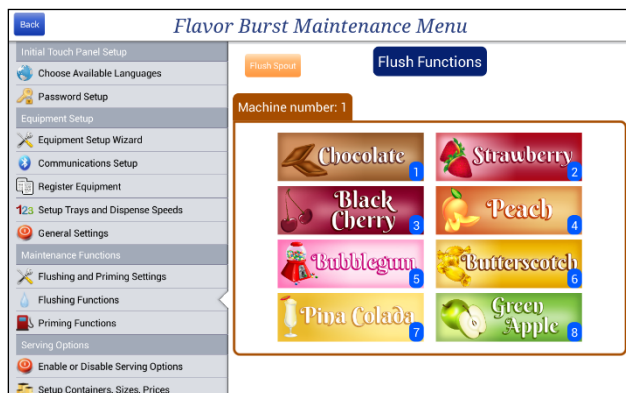 Back
Flavor Burst Maintenance Menu
Initial Touch Panel Setup
Choose Available Languages
Password Setup
Equipment Setup
Equipment Setup Wizard
Communications Setup
Register Equipment
123 Setup Trays and Dispense Speeds
General Settings
Maintenance Functions
Flushing and Priming Settings
Flushing Functions
Priming Functions
Serving Options
Enable or Disable Serving Options
Setup Containers, Sizes, Prices
Flush Spout
Flush Functions
Machine number: 1
Chocolate 1
Strawberry 2
Black
Cherry 3
Peach 4
Bubblegum 5
Butterscotch 6
Pina Colada 7
Green
Apple 8